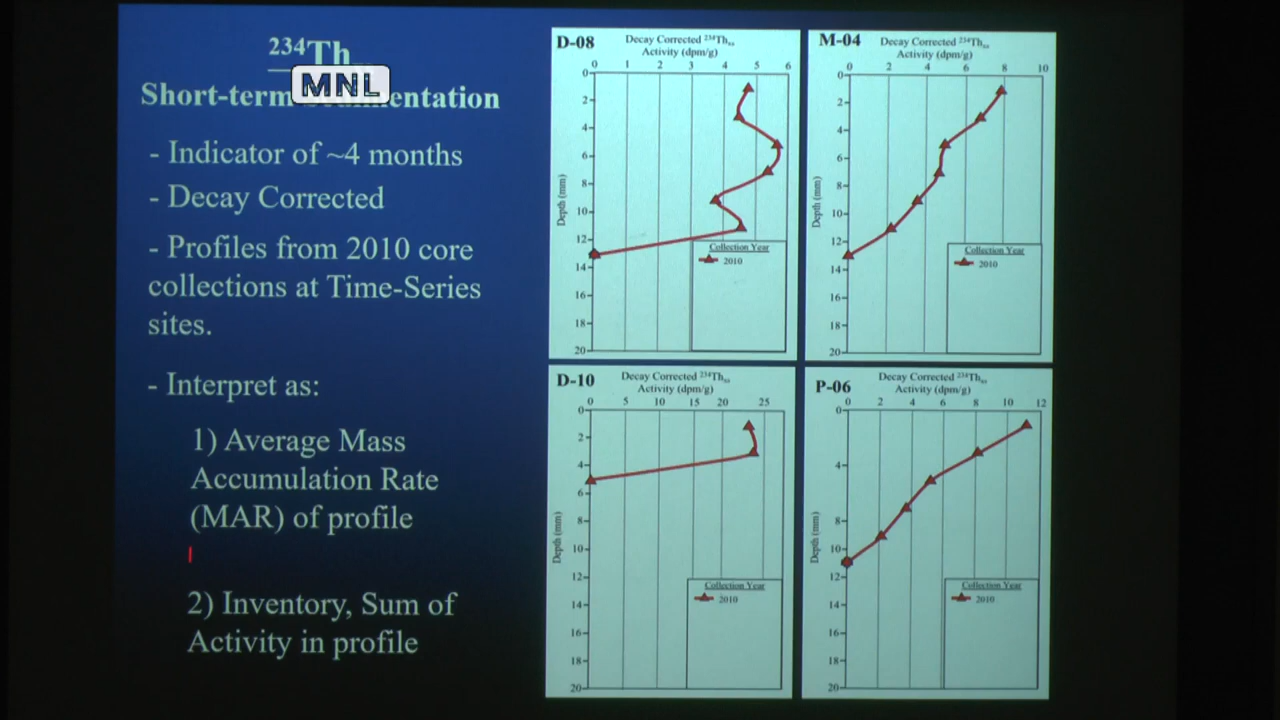 234Th
MNL
Short-term
- Indicator of ~4 months
- Decay Corrected
- Profiles from 2010 core
collections at Time-Series
sites.
- Interpret as:
1) Average Mass
Accumulation Rate
(MAR) of profile
2) Inventory, Sum of
Activity in profile
D-08
Decay Corrected 234Thxs
Activity (dpm/g)
0 1 2 3 4 5 6
0
2
4
6
8
10
12
14
16
18
20
Depth (mm)
Collection Year
2010
M-04
Decay Corrected 234Thxs
Activity (dpm/g)
0 2 4 6 8 10
0
2
4
6
8
10
12
14
16
18
20
Depth (mm)
Collection Year
2010
D-10
Decay Corrected 234Thxs
Activity (dpm/g)
0 5 10 15 20 25
0
2
4
6
8
10
12
14
16
18
20
Depth (mm)
Collection Year
2010
P-06
Decay Corrected 234Thxs
Activity (dpm/g)
0 2 4 6 8 10 12
0
4
8
10
12
14
16
18
20
Depth (mm)
Collection Year
2010